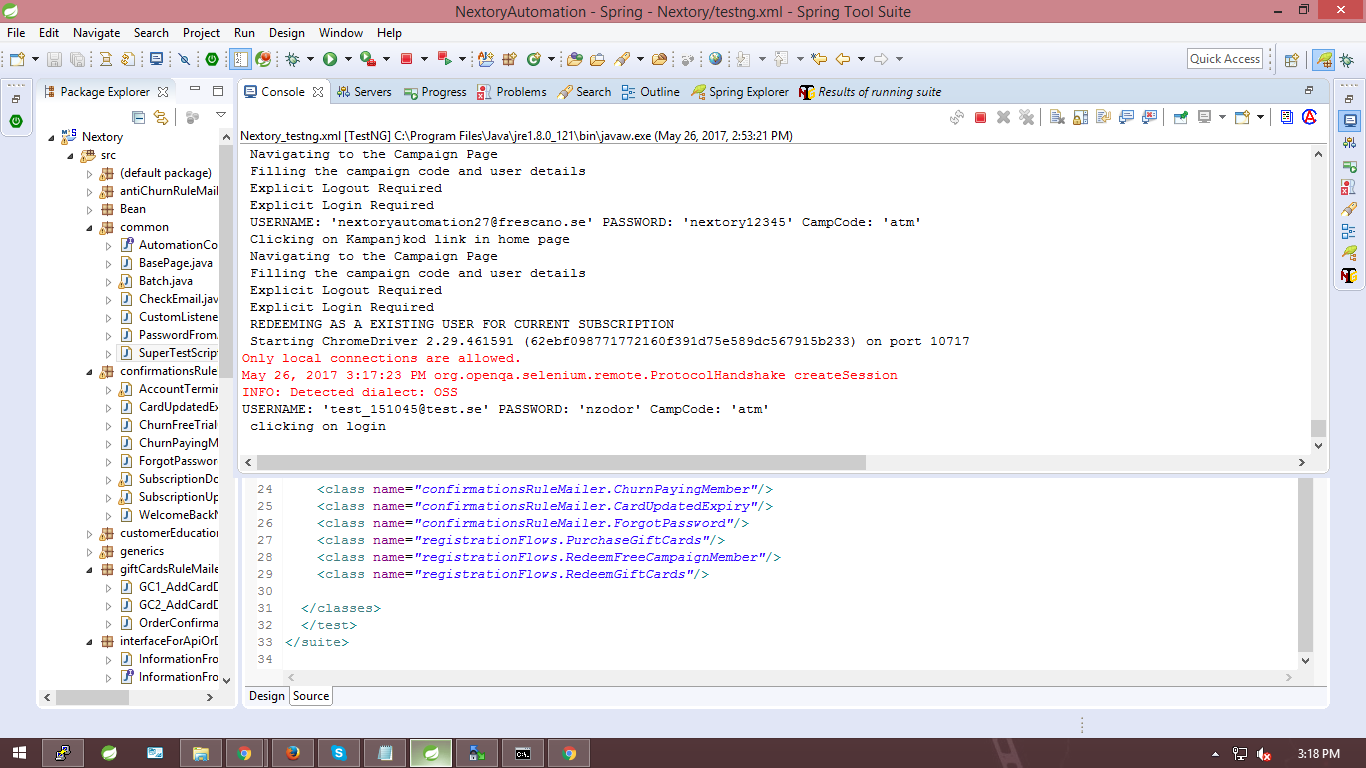 NextoryAutomation - Spring - Nextory/testng.xml - Spring Tool Suite
File Edit Navigate Search Project Run Design Window Help
Quick Access
Package Explorer
Nextory
src
(default package)
antiChurnRuleMail
Bean
common
AutomationCo
BasePage.java
Batch.java
CheckEmail.jav
CustomListene
PasswordFrom
SuperTestScrip
confirmationsRule
AccountTermi
CardUpdatedEx
ChurnFreeTrial
ChurnPayingM
ForgotPasswor
SubscriptionDo
SubscriptionUp
WelcomeBack
customerEducation
generics
giftCardsRuleMaile
GC1_AddCardD
GC2_AddCardD
OrderConfirma
interfaceForApiOr
InformationFro
InformationFro
Console Servers Progress Problems Search Outline Spring Explorer Results of running suite
Nextory_testng.xml [TestNG] C:\Program Files\Java\jre1.8.0_121\bin\javaw.exe (May 26, 2017, 2:53:21 PM)
Navigating to the Campaign Page
Filling the campaign code and user details
Explicit Logout Required
Explicit Login Required
USERNAME: 'nextoryautomation27@frescano.se' PASSWORD: 'nextory12345' CampCode: 'atm'
Clicking on Kampanjkod link in home page
Navigating to the Campaign Page
Filling the campaign code and user details
Explicit Logout Required
Explicit Login Required
REDEEMING AS A EXISTING USER FOR CURRENT SUBSCRIPTION
Starting ChromeDriver 2.29.461591 (62ebf098771772160f391d75e589dc567915b233) on port 10717
Only local connections are allowed.
May 26, 2017 3:17:23 PM org.openqa.selenium.remote.ProtocolHandshake createSession
INFO: Detected dialect: OSS
USERNAME: 'test_151045@test.se' PASSWORD: 'nzodor' CampCode: 'atm'
clicking on login
24 <class name="confirmationsRuleMailer.ChurnPayingMember"/>
25 <class name="confirmationsRuleMailer.CardUpdatedExpiry"/>
26 <class name="confirmationsRuleMailer.ForgotPassword"/>
27 <class name="registrationFlows.PurchaseGiftCards"/>
28 <class name="registrationFlows.RedeemFreeCampaignMember"/>
29 <class name="registrationFlows.RedeemGiftCards"/>
30
31 </classes>
32 </test>
33 </suite>
34
Design Source
3:18 PM